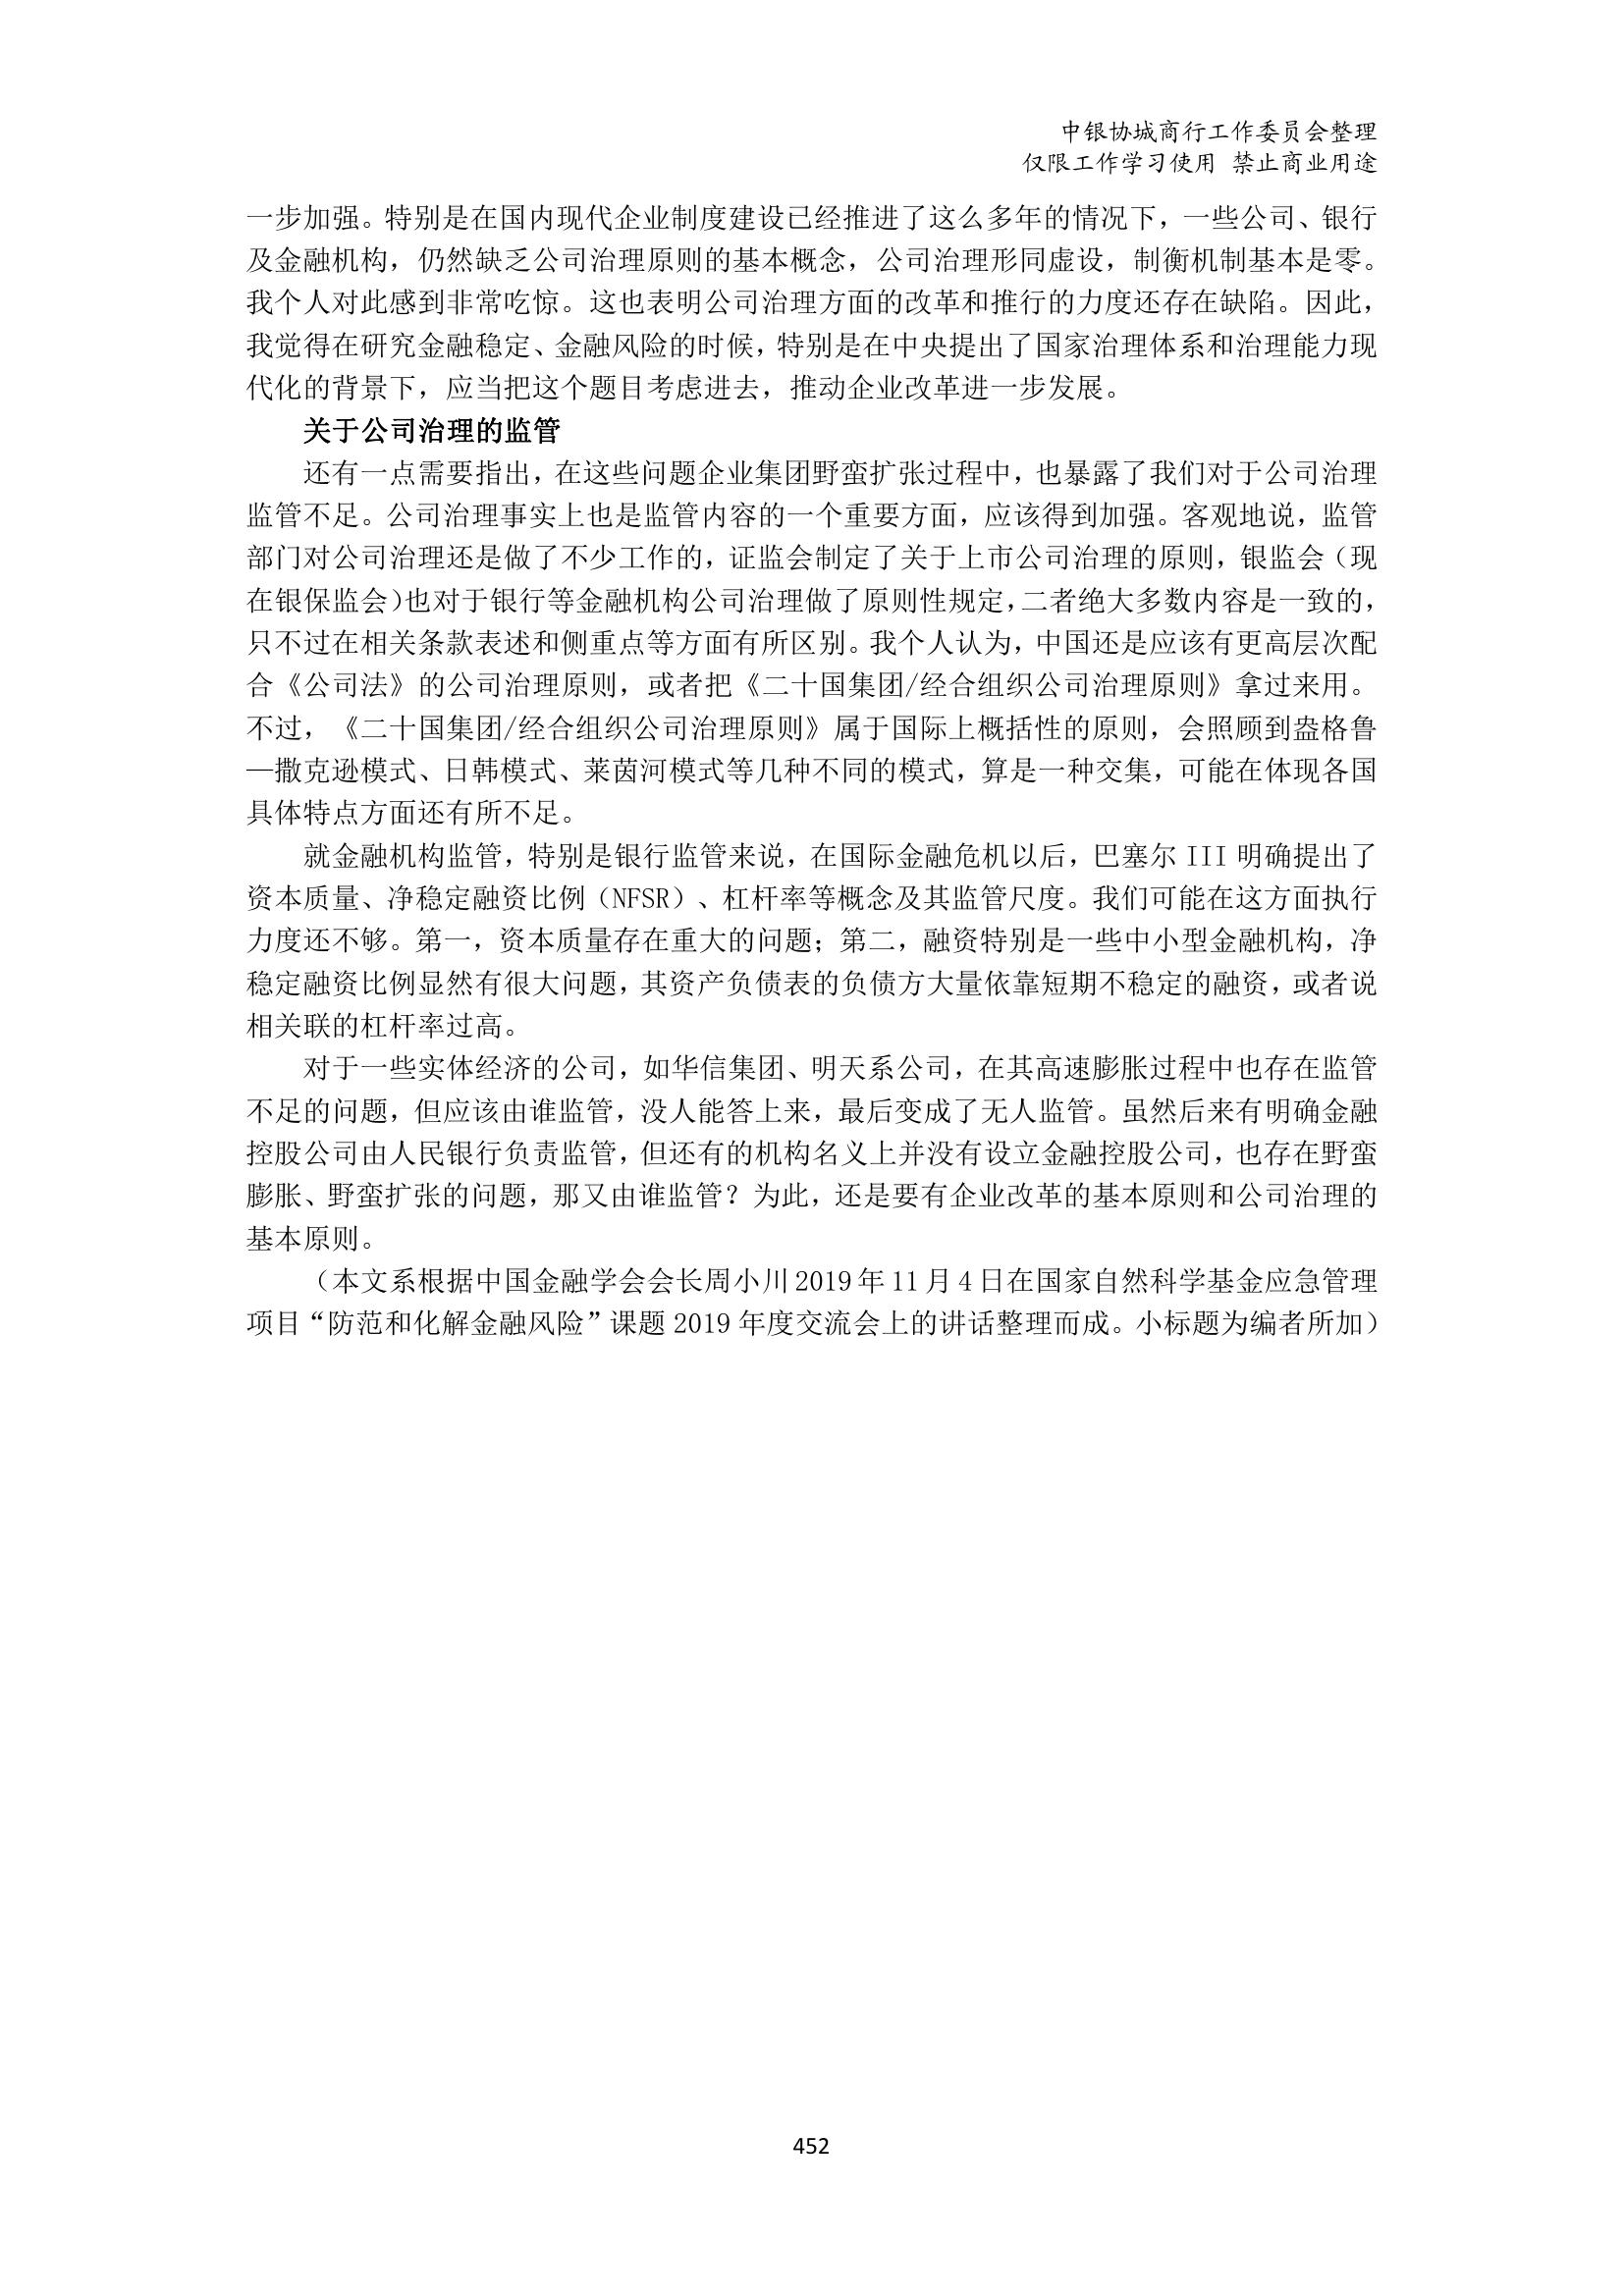 中银协城商行工作委员会整理
仅限工作学习使用 禁止商业用途
一步加强。特别是在国内现代企业制度建设已经推进了这么多年的情况下，一些公司、银行
及金融机构，仍然缺乏公司治理原则的基本概念，公司治理形同虚设，制衡机制基本是零。
我个人对此感到非常吃惊。这也表明公司治理方面的改革和推行的力度还存在缺陷。因此，
我觉得在研究金融稳定、金融风险的时候，特别是在中央提出了国家治理体系和治理能力现
代化的背景下，应当把这个题目考虑进去，推动企业改革进一步发展。
关于公司治理的监管
还有一点需要指出，在这些问题企业集团野蛮扩张过程中，也暴露了我们对于公司治理
监管不足。公司治理事实上也是监管内容的一个重要方面，应该得到加强。客观地说，监管
部门对公司治理还是做了不少工作的，证监会制定了关于上市公司治理的原则，银监会（现
在银保监会）也对于银行等金融机构公司治理做了原则性规定，二者绝大多数内容是一致的，
只不过在相关条款表述和侧重点等方面有所区别。我个人认为，中国还是应该有更高层次配
合《公司法》的公司治理原则，或者把《二十国集团/经合组织公司治理原则》拿过来用。
不过，《二十国集团/经合组织公司治理原则》属于国际上概括性的原则，会照顾到盎格鲁
—撒克逊模式、日韩模式、莱茵河模式等几种不同的模式，算是一种交集，可能在体现各国
具体特点方面还有所不足。
就金融机构监管，特别是银行监管来说，在国际金融危机以后，巴塞尔 III 明确提出了
资本质量、净稳定融资比例（NFSR）、杠杆率等概念及其监管尺度。我们可能在这方面执行
力度还不够。第一，资本质量存在重大的问题；第二，融资特别是一些中小型金融机构，净
稳定融资比例显然有很大问题，其资产负债表的负债方大量依靠短期不稳定的融资，或者说
相关联的杠杆率过高。
对于一些实体经济的公司，如华信集团、明天系公司，在其高速膨胀过程中也存在监管
不足的问题，但应该由谁监管，没人能答上来，最后变成了无人监管。虽然后来有明确金融
控股公司由人民银行负责监管，但还有的机构名义上并没有设立金融控股公司，也存在野蛮
膨胀、野蛮扩张的问题，那又由谁监管？为此，还是要有企业改革的基本原则和公司治理的
基本原则。
（本文系根据中国金融学会会长周小川 2019 年 11 月 4 日在国家自然科学基金应急管理
项目“防范和化解金融风险”课题 2019 年度交流会上的讲话整理而成。小标题为编者所加）
452